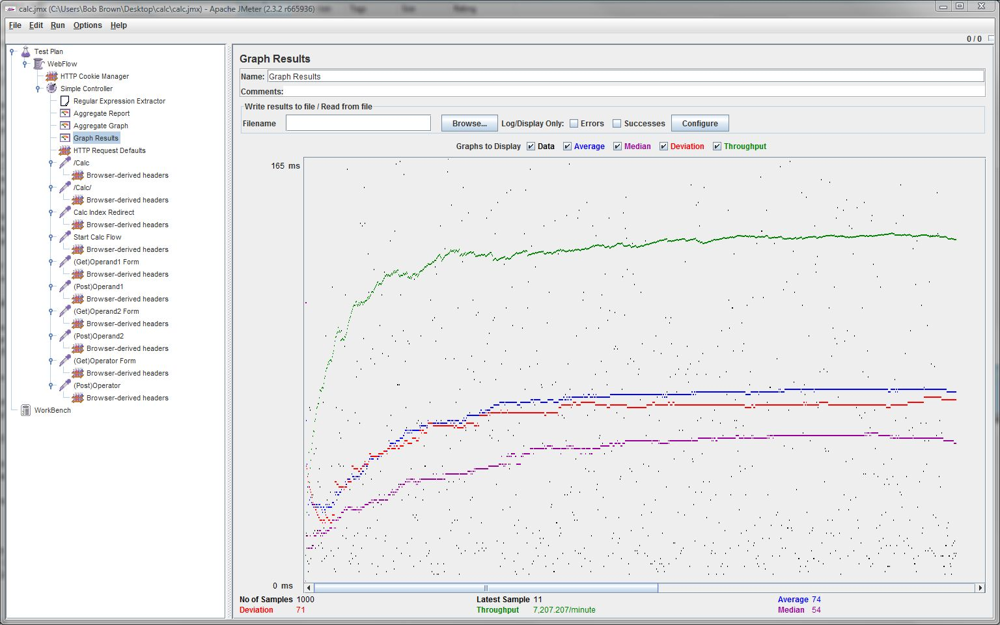 calc.jmx (C:\Users\Bob Brown\Desktop\calc\calc.jmx) - Apache JMeter (2.3.2 r665936)
File Edit Run Options Help
0 / 0
Test Plan
WebFlow
HTTP Cookie Manager
Simple Controller
Regular Expression Extractor
Aggregate Report
Aggregate Graph
Graph Results
HTTP Request Defaults
/Calc
Browser-derived headers
/Calc/
Browser-derived headers
Calc Index Redirect
Browser-derived headers
Start Calc Flow
Browser-derived headers
(Get)Operand1 Form
Browser-derived headers
(Post)Operand1
Browser-derived headers
(Get)Operand2 Form
Browser-derived headers
(Post)Operand2
Browser-derived headers
(Get)Operator Form
Browser-derived headers
(Post)Operator
Browser-derived headers
WorkBench
Graph Results
Name: Graph Results
Comments:
Write results to file / Read from file
Filename Browse... Log/Display Only: Errors Successes Configure
Graphs to Display Data Average Median Deviation Throughput
165 ms
0 ms
No of Samples 1000 Latest Sample 11 Average 74
Deviation 71 Throughput 7,207.207/minute Median 54